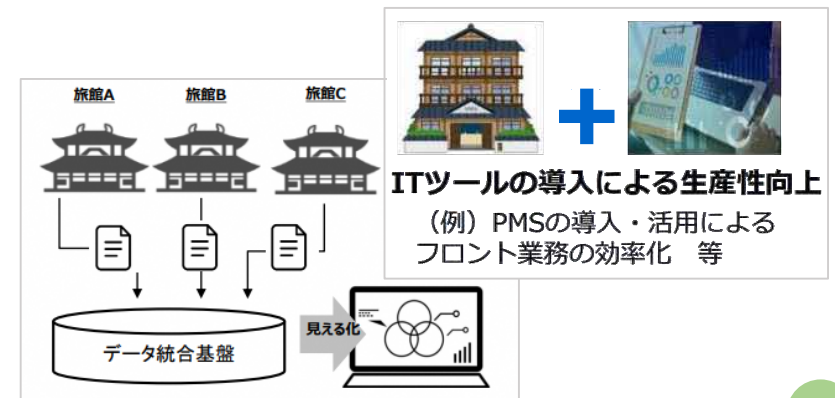 旅館A
旅館B
旅館C
データ統合基盤
見える化
ITツールの導入による生産性向上
（例）PMSの導入・活用による
フロント業務の効率化　等